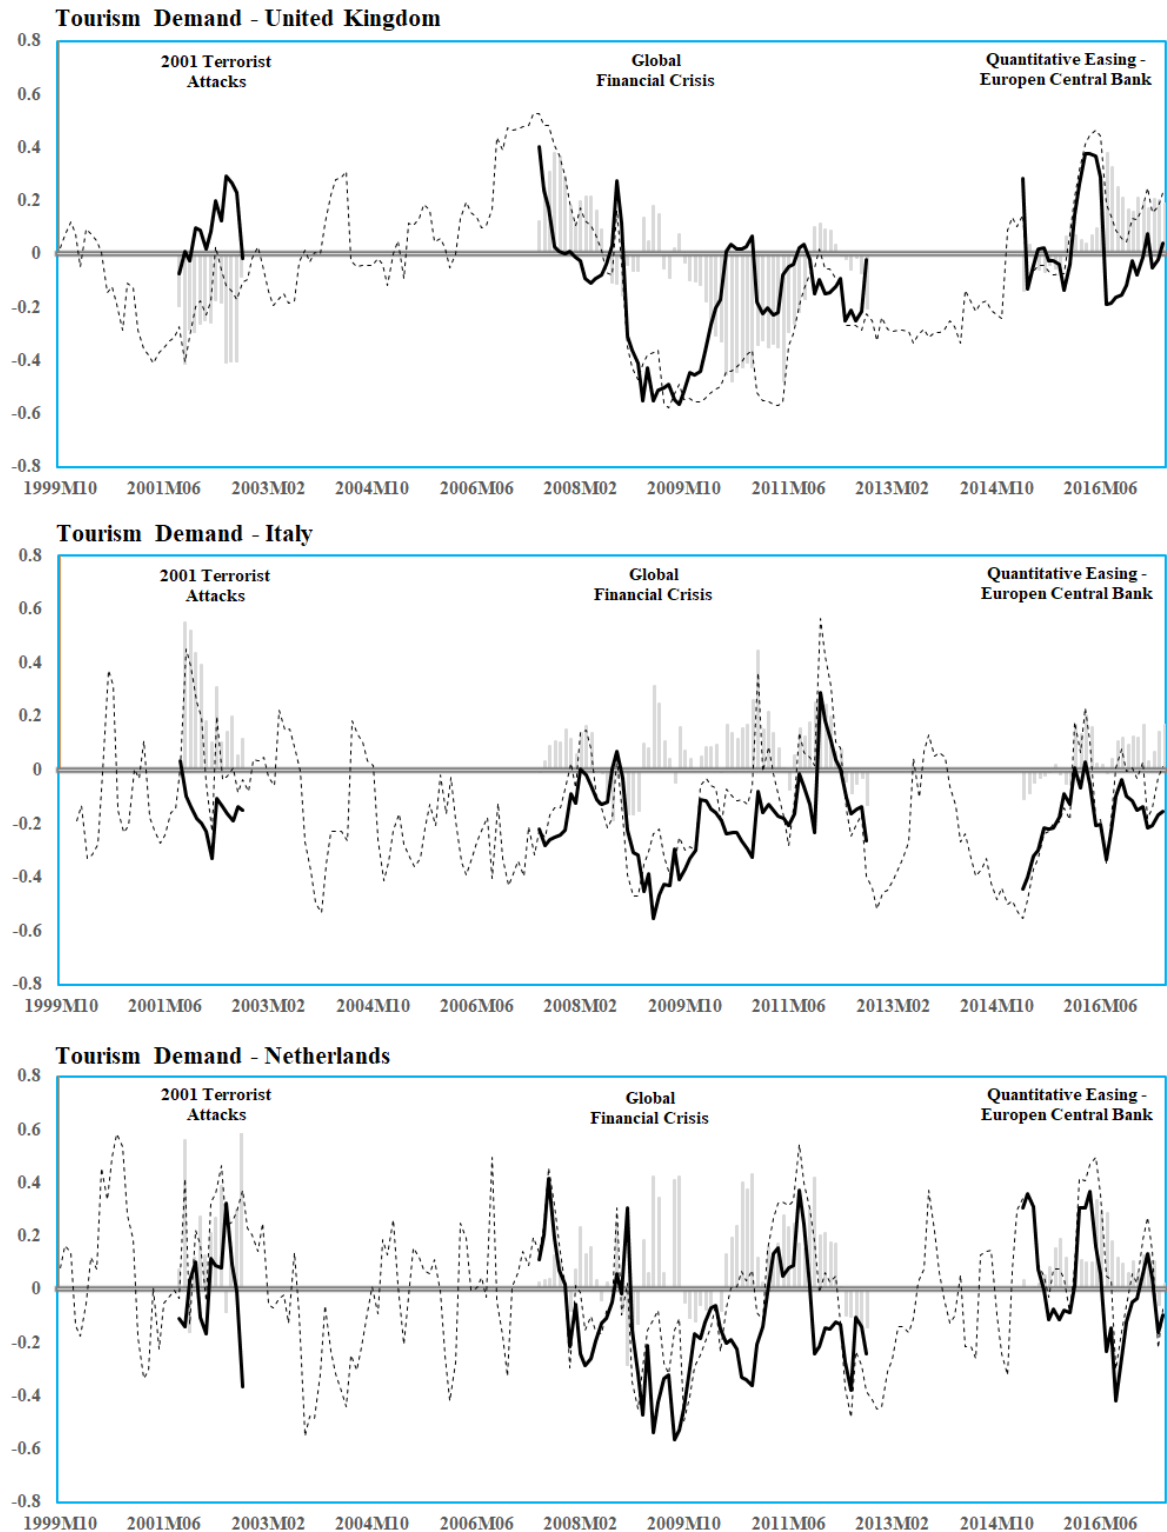 Tourism Demand - United Kingdom
0.8
2001 Terrorist
Attacks
Global
Financial Crisis
Quantitative Easing -
Europen Central Bank
0.6
0.4
0.2
0
-0.2
-0.4
-0.6
-0.8
1999M10 2001M06 2003M02 2004M10 2006M06 2008M02 2009M10 2011M06 2013M02 2014M10 2016M06
Tourism Demand - Italy
0.8
2001 Terrorist
Attacks
Global
Financial Crisis
Quantitative Easing -
Europen Central Bank
0.6
0.4
0.2
0
-0.2
-0.4
-0.6
-0.8
1999M10 2001M06 2003M02 2004M10 2006M06 2008M02 2009M10 2011M06 2013M02 2014M10 2016M06
Tourism Demand - Netherlands
0.8
2001 Terrorist
Attacks
Global
Financial Crisis
Quantitative Easing -
Europen Central Bank
0.6
0.4
0.2
0
-0.2
-0.4
-0.6
-0.8
1999M10 2001M06 2003M02 2004M10 2006M06 2008M02 2009M10 2011M06 2013M02 2014M10 2016M06